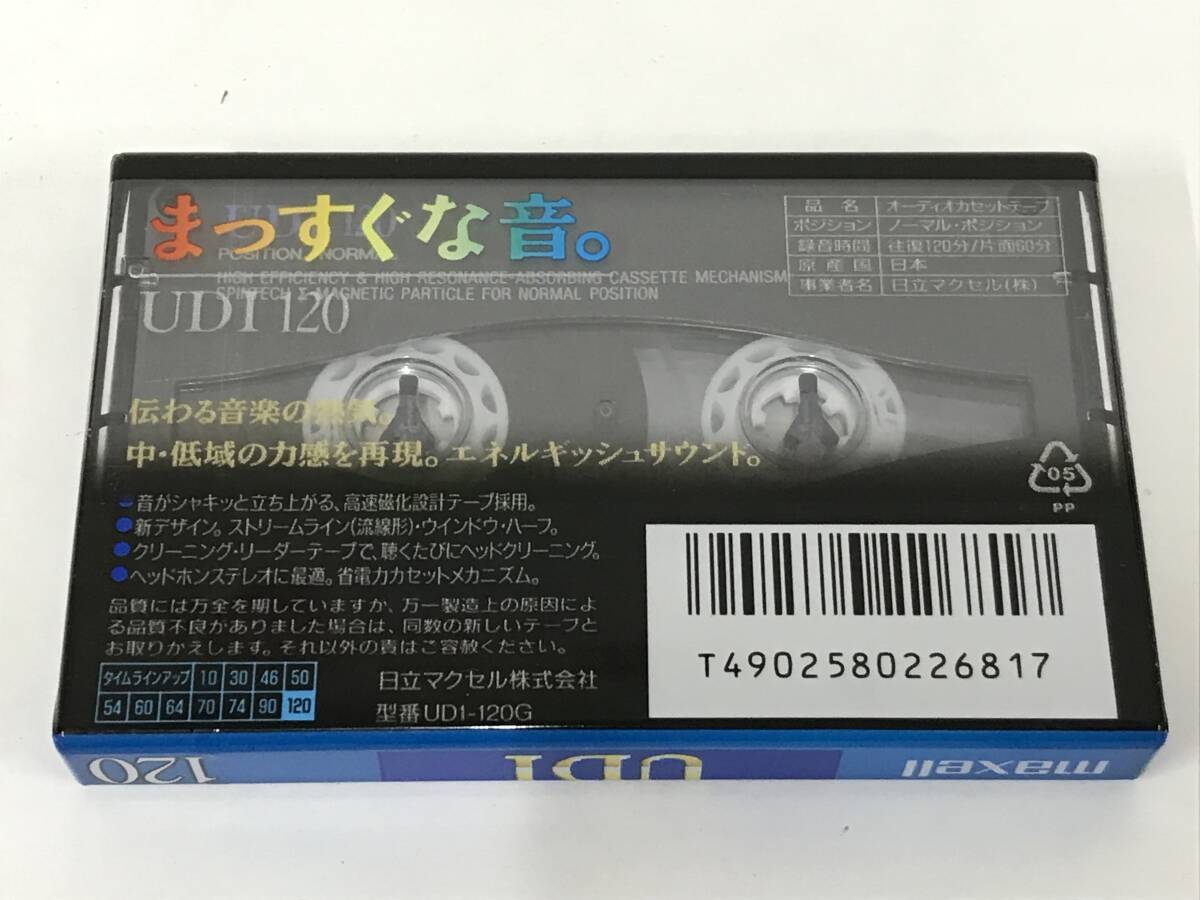 まっすぐな音。
UD1 120
POSITION NORMAL
HIGH EFFICIENCY & HIGH RESONANCE-ABSORBING CASSETTE MECHANISM
SPINTECH Σ MAGNETIC PARTICLE FOR NORMAL POSITION
UD1 120
品名 オーディオカセットテープ
ポジション ノーマル・ポジション
録音時間 往復120分/片面60分
原産国 日本
事業者名 日立マクセル(株)
伝わる音楽の
中・低域の力感を再現。エネルギッシュサウンド。
音がシャキッと立ち上がる、高速磁化設計テープ採用。
●新デザイン。ストリームライン(流線形)・ウインドウ・ハーフ。
●クリーニング・リーダーテープで、聴くたびにヘッドクリーニング。
●ヘッドホンステレオに最適。省電力カセットメカニズム。
品質には万全を期していますが、万一製造上の原因によ
る品質不良がありました場合は、同数の新しいテープと
お取りかえします。それ以外の責はご容赦ください。
タイムラインアップ 10 30 46 50
54 60 64 70 74 90 120
日立マクセル株式会社
型番UD1-120G
05
PP
T4902580226817
120 UD1 maxell